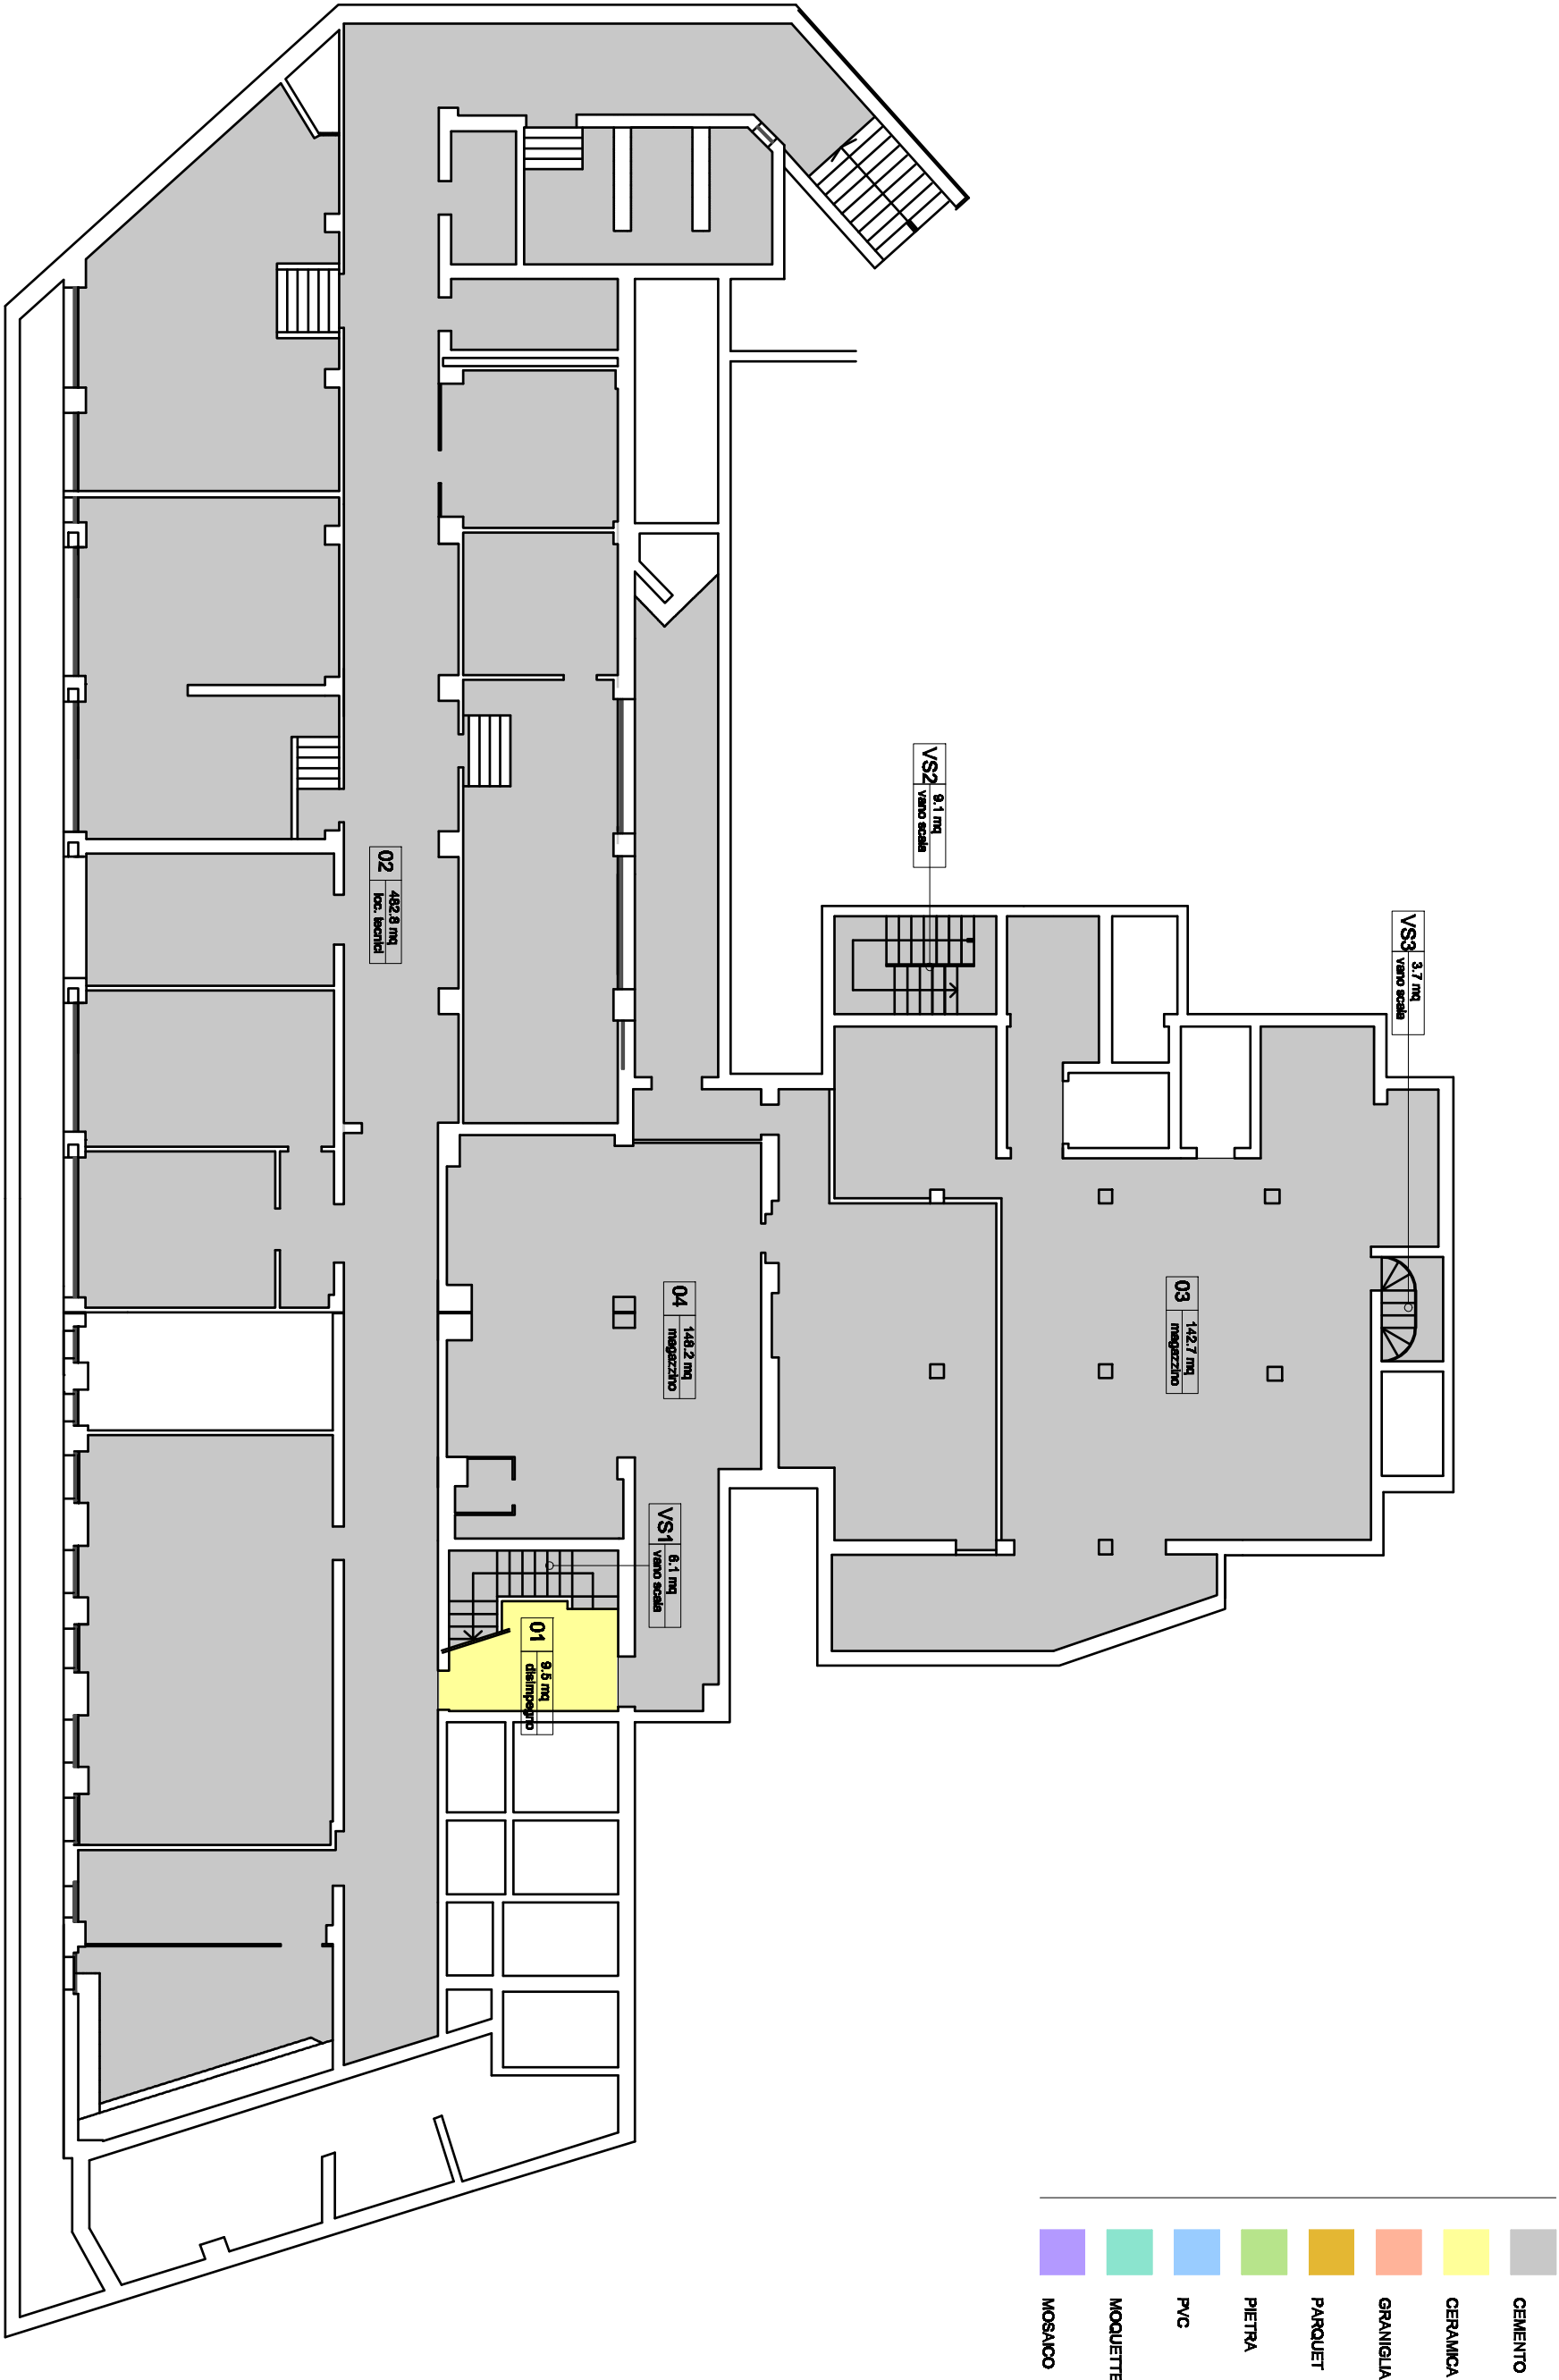 VS3
3.7 mq
vano scala
VS2
9.1 mq
vano scala
03
142.7 mq
magazzino
04
148.2 mq
magazzino
VS1
6.1 mq
vano scala
01
9.5 mq
disimpegno
02
482.8 mq
loc. tecnici
CEMENTO
CERAMICA
GRANIGLIA
PARQUET
PIETRA
PVC
MOQUETTE
MOSAICO